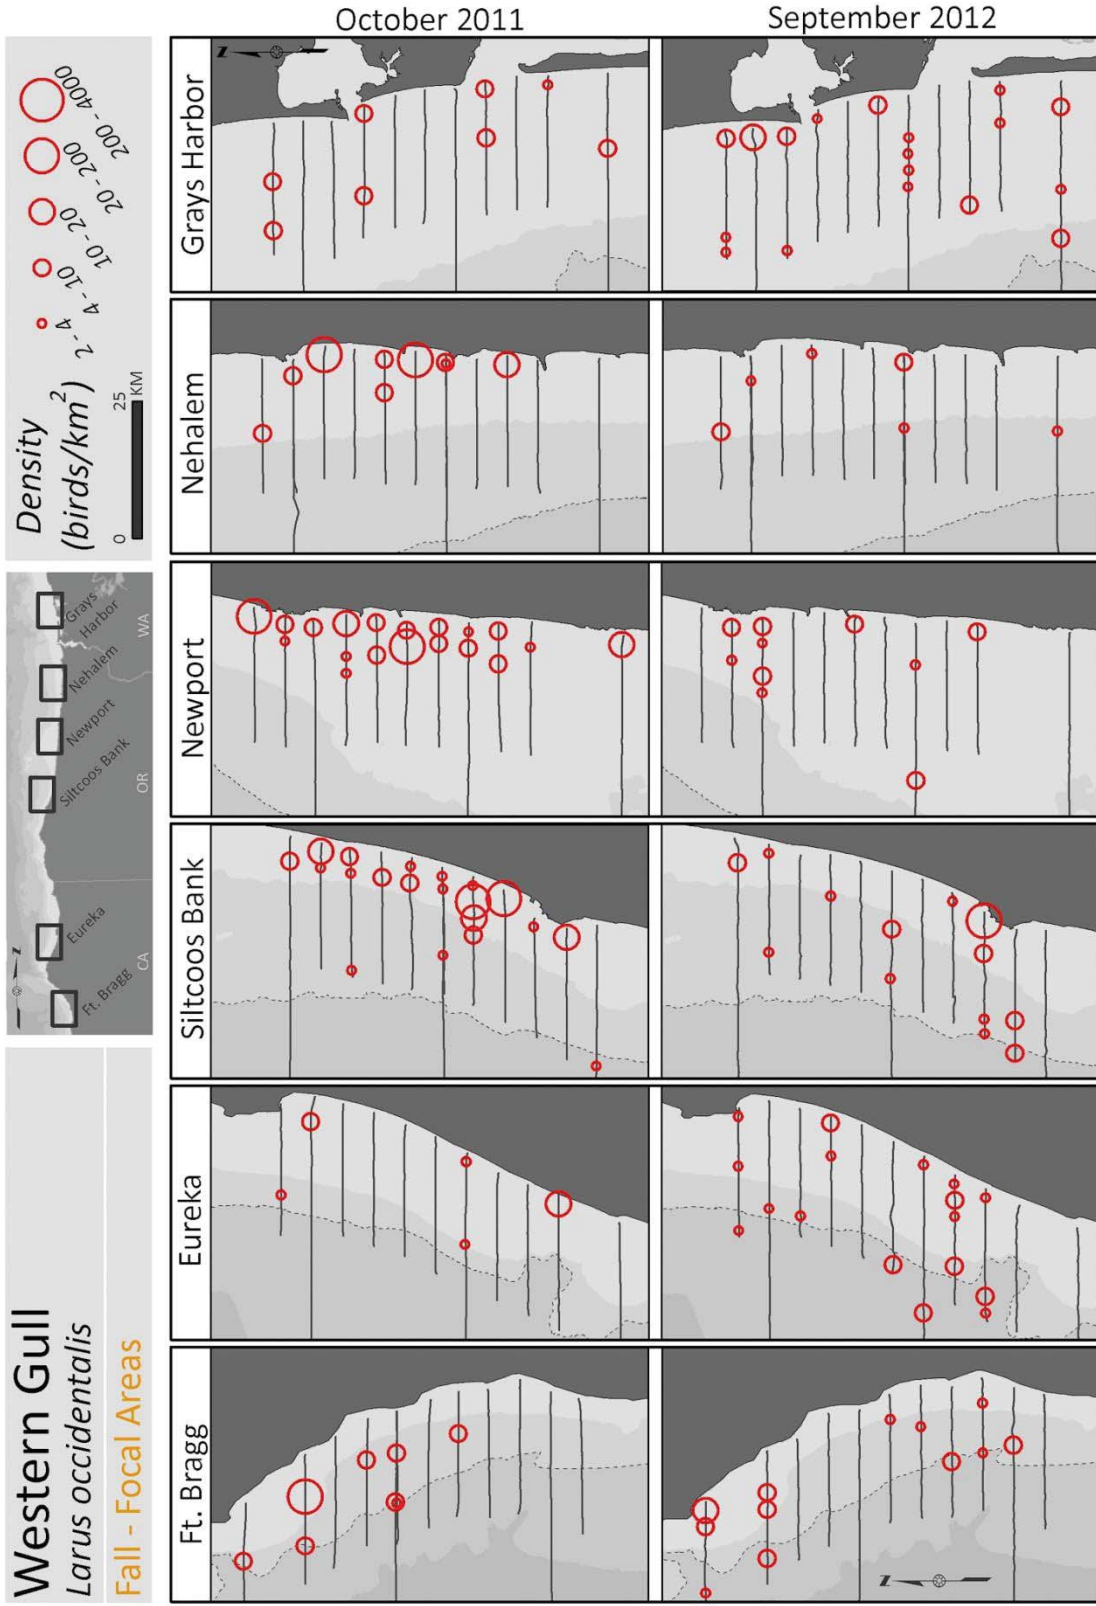 October 2011
September 2012
Grays Harbor
Nehalem
Newport
Siltcoos Bank
Eureka
Ft. Bragg
Western Gull
Larus occidentalis
Fall - Focal Areas
N
N
CA
OR
WA
Ft. Bragg
Eureka
Siltcoos Bank
Newport
Nehalem
Grays
Harbor
Density
(birds/km²)
0 25 KM
2 - 4
4 - 10
10 - 20
20 - 200
200 - 4000
N
N